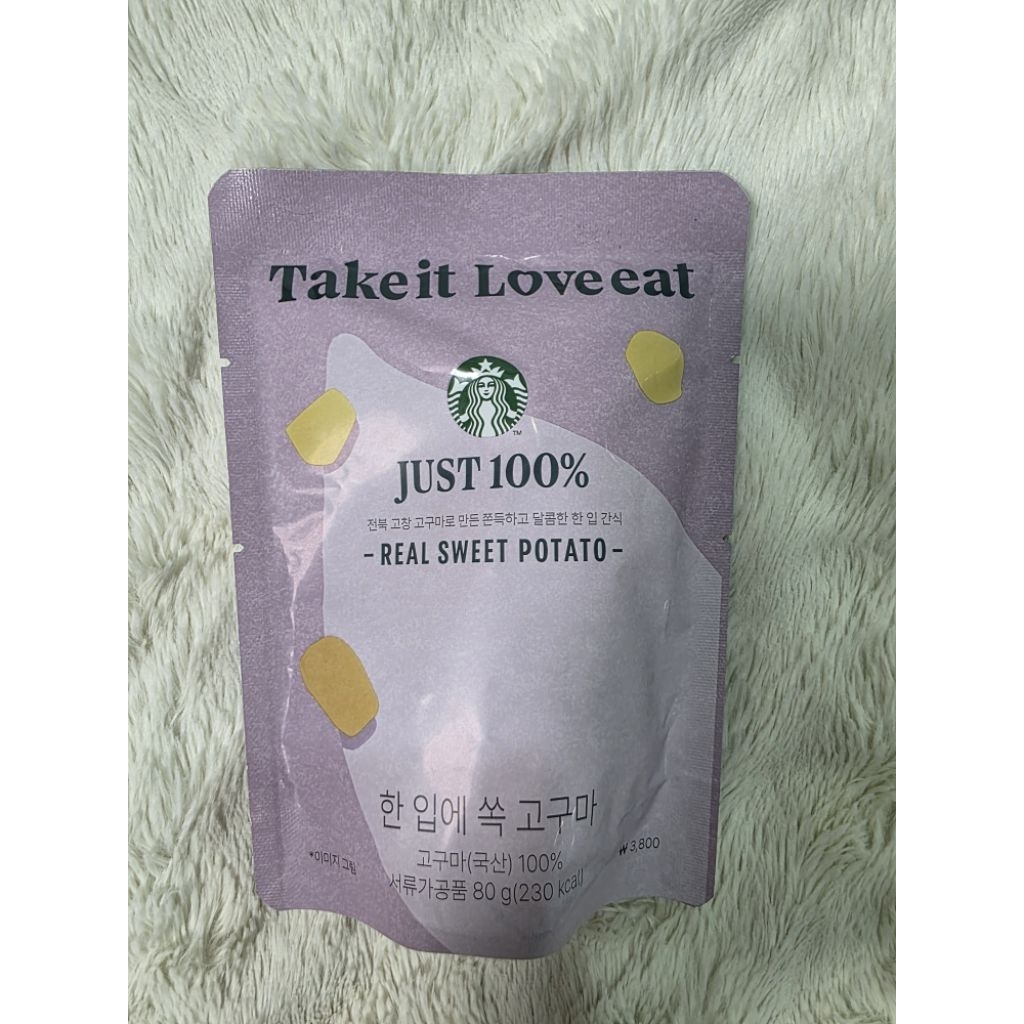 Take it Love eat
TM
JUST 100%
전북 고창 고구마로 만든 쫀득하고 달콤한 한 입 간식
- REAL SWEET POTATO -
한 입에 쏙 고구마
고구마(국산) 100%
₩ 3,800
*이미지 그림
서류가공품 80 g(230 kcal)